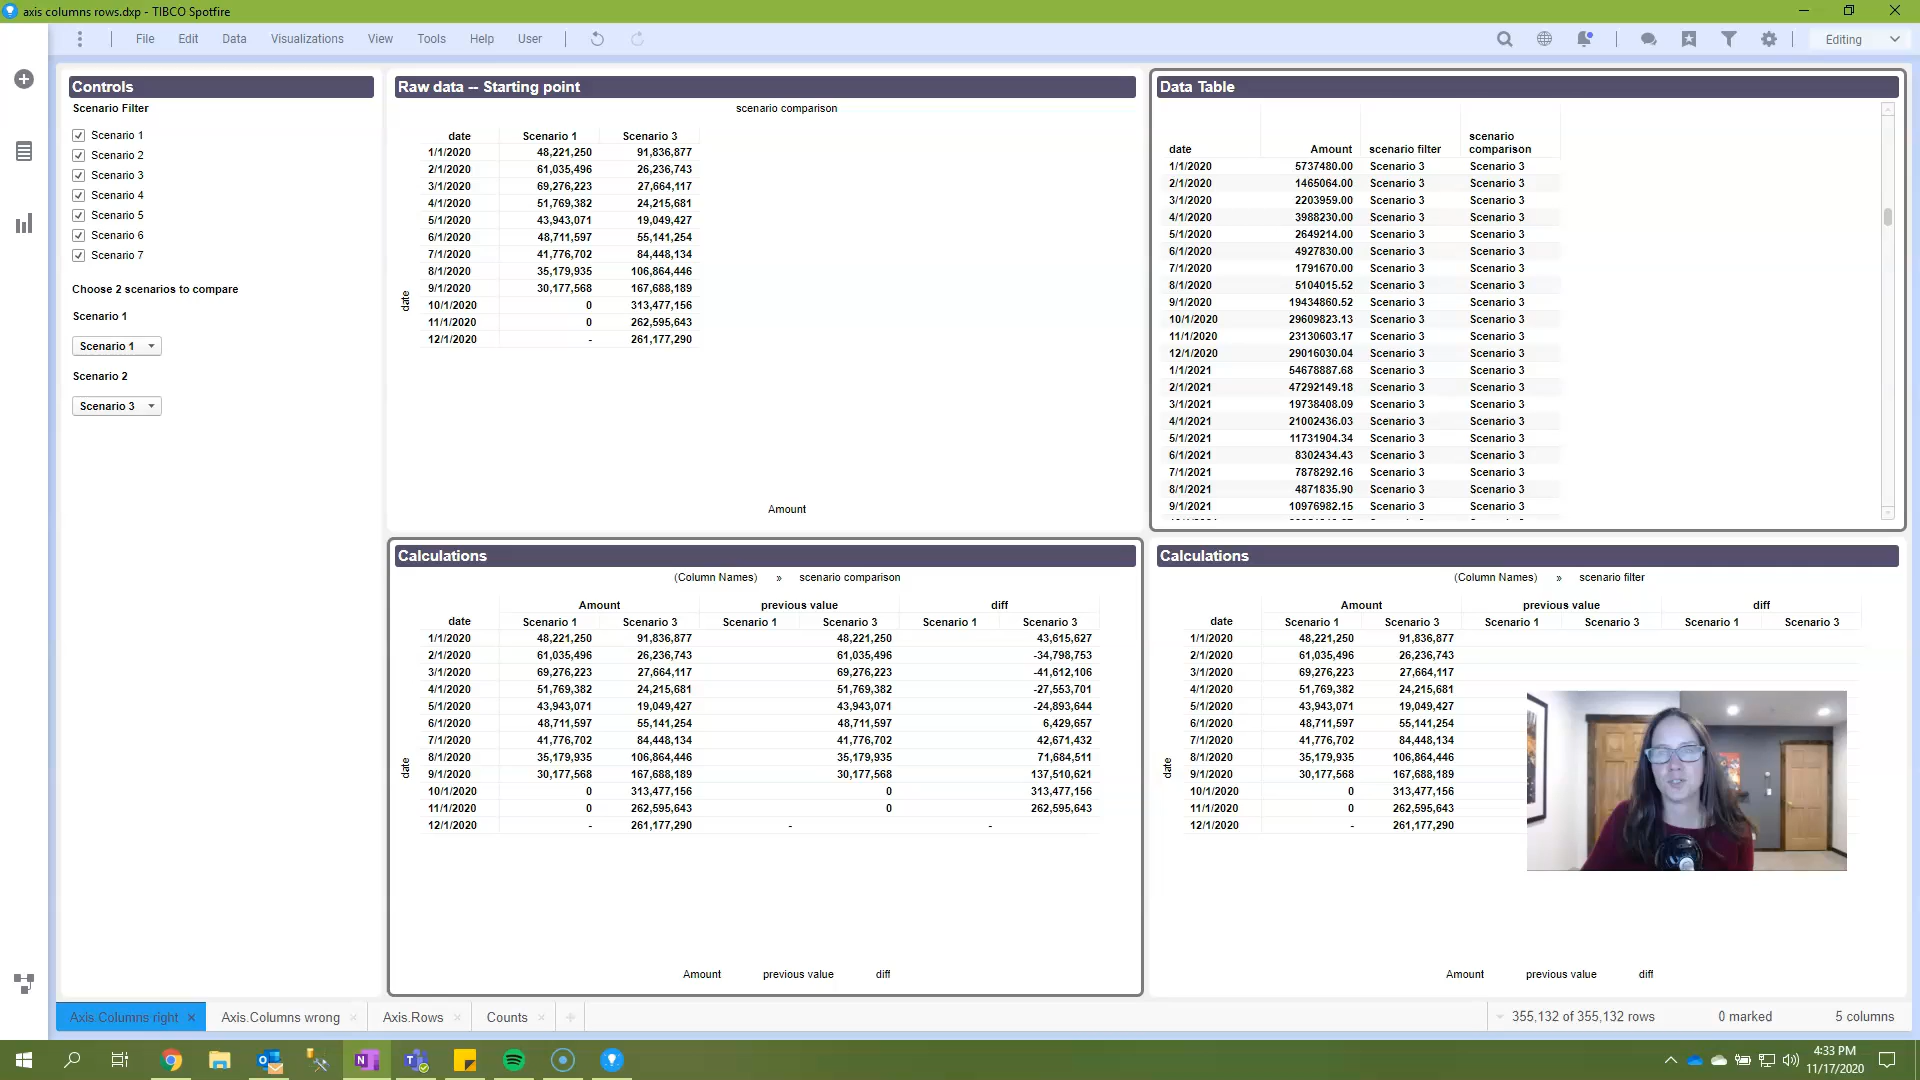 axis columns rows.dxp - TIBCO Spotfire
File Edit Data Visualizations View Tools Help User Editing
Controls
Scenario Filter
Scenario 1
Scenario 2
Scenario 3
Scenario 4
Scenario 5
Scenario 6
Scenario 7
Choose 2 scenarios to compare
Scenario 1
Scenario 1
Scenario 2
Scenario 3
Raw data -- Starting point
scenario comparison
date Scenario 1 Scenario 3
1/1/2020 48,221,250 91,836,877
2/1/2020 61,035,496 26,236,743
3/1/2020 69,276,223 27,664,117
4/1/2020 51,769,382 24,215,681
5/1/2020 43,943,071 19,049,427
6/1/2020 48,711,597 55,141,254
7/1/2020 41,776,702 84,448,134
8/1/2020 35,179,935 106,864,446
9/1/2020 30,177,568 167,688,189
10/1/2020 0 313,477,156
11/1/2020 0 262,595,643
12/1/2020 - 261,177,290
date
Amount
Data Table
date Amount scenario filter scenario comparison
1/1/2020 5737480.00 Scenario 3 Scenario 3
2/1/2020 1465064.00 Scenario 3 Scenario 3
3/1/2020 2203959.00 Scenario 3 Scenario 3
4/1/2020 3988230.00 Scenario 3 Scenario 3
5/1/2020 2649214.00 Scenario 3 Scenario 3
6/1/2020 4927830.00 Scenario 3 Scenario 3
7/1/2020 1791670.00 Scenario 3 Scenario 3
8/1/2020 5104015.52 Scenario 3 Scenario 3
9/1/2020 19434860.52 Scenario 3 Scenario 3
10/1/2020 29609823.13 Scenario 3 Scenario 3
11/1/2020 23130603.17 Scenario 3 Scenario 3
12/1/2020 29016030.04 Scenario 3 Scenario 3
1/1/2021 54678887.68 Scenario 3 Scenario 3
2/1/2021 47292149.18 Scenario 3 Scenario 3
3/1/2021 19738408.09 Scenario 3 Scenario 3
4/1/2021 21002436.03 Scenario 3 Scenario 3
5/1/2021 11731904.34 Scenario 3 Scenario 3
6/1/2021 8302434.43 Scenario 3 Scenario 3
7/1/2021 7878292.16 Scenario 3 Scenario 3
8/1/2021 4871835.90 Scenario 3 Scenario 3
9/1/2021 10976982.15 Scenario 3 Scenario 3
Calculations
(Column Names) » scenario comparison
Amount previous value diff
date Scenario 1 Scenario 3 Scenario 1 Scenario 3 Scenario 1 Scenario 3
1/1/2020 48,221,250 91,836,877 48,221,250 43,615,627
2/1/2020 61,035,496 26,236,743 61,035,496 -34,798,753
3/1/2020 69,276,223 27,664,117 69,276,223 -41,612,106
4/1/2020 51,769,382 24,215,681 51,769,382 -27,553,701
5/1/2020 43,943,071 19,049,427 43,943,071 -24,893,644
6/1/2020 48,711,597 55,141,254 48,711,597 6,429,657
7/1/2020 41,776,702 84,448,134 41,776,702 42,671,432
8/1/2020 35,179,935 106,864,446 35,179,935 71,684,511
9/1/2020 30,177,568 167,688,189 30,177,568 137,510,621
10/1/2020 0 313,477,156 0 313,477,156
11/1/2020 0 262,595,643 0 262,595,643
12/1/2020 - 261,177,290 - -
date
Amount previous value diff
Calculations
(Column Names) » scenario filter
Amount previous value diff
date Scenario 1 Scenario 3 Scenario 1 Scenario 3 Scenario 1 Scenario 3
1/1/2020 48,221,250 91,836,877
2/1/2020 61,035,496 26,236,743
3/1/2020 69,276,223 27,664,117
4/1/2020 51,769,382 24,215,681
5/1/2020 43,943,071 19,049,427
6/1/2020 48,711,597 55,141,254
7/1/2020 41,776,702 84,448,134
8/1/2020 35,179,935 106,864,446
9/1/2020 30,177,568 167,688,189
10/1/2020 0 313,477,156
11/1/2020 0 262,595,643
12/1/2020 - 261,177,290
date
Amount previous value diff
Axis.Columns right Axis.Columns wrong Axis.Rows Counts 355,132 of 355,132 rows 0 marked 5 columns
4:33 PM
11/17/2020